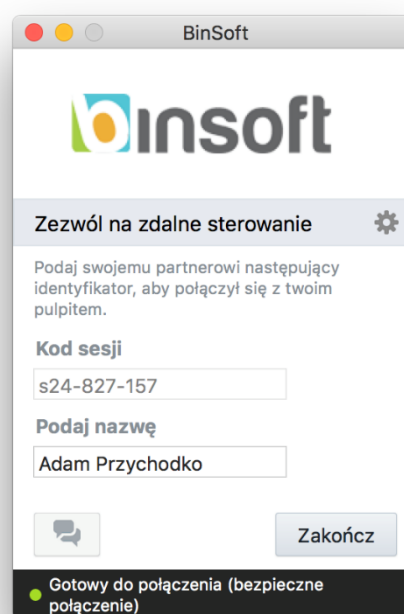 BinSoft
binsoft
Zezwól na zdalne sterowanie
Podaj swojemu partnerowi następujący
identyfikator, aby połączył się z twoim
pulpitem.
Kod sesji
s24-827-157
Podaj nazwę
Adam Przychodko
Zakończ
Gotowy do połączenia (bezpieczne
połączenie)